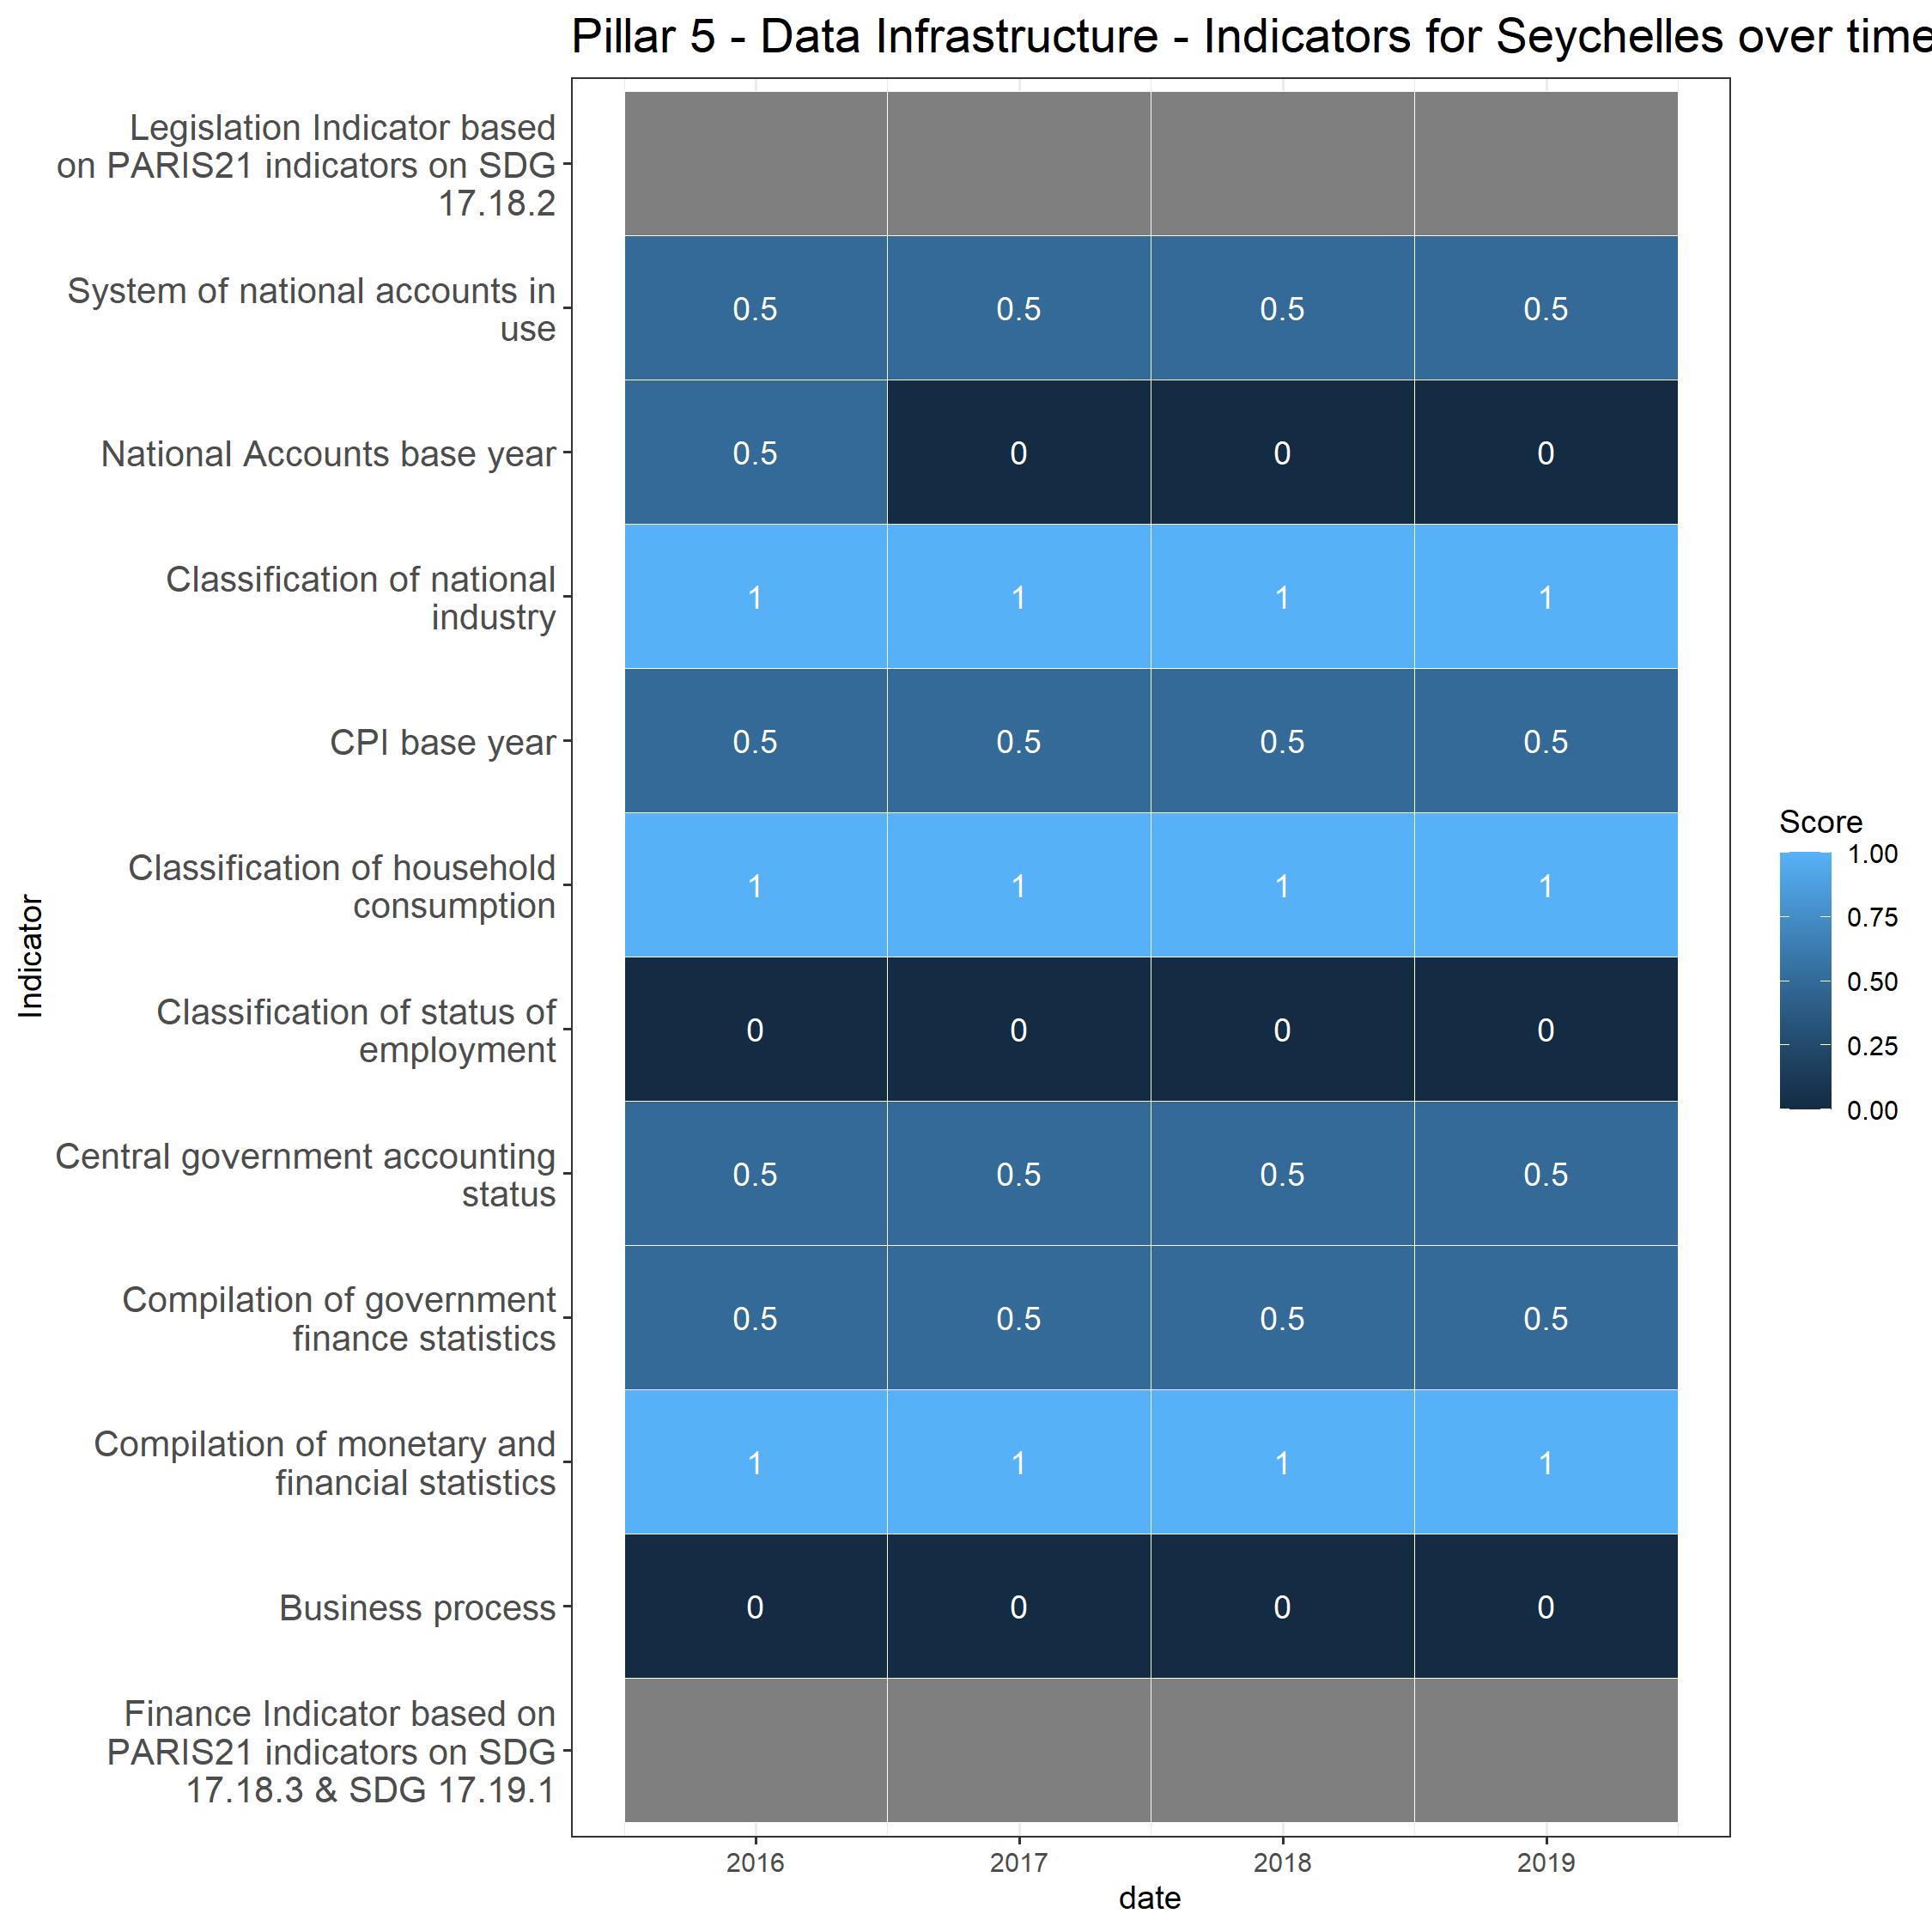 Pillar 5 - Data Infrastructure - Indicators for Seychelles over time
Legislation Indicator based
on PARIS21 indicators on SDG
17.18.2
System of national accounts in
use
0.5 0.5 0.5 0.5
National Accounts base year
0.5 0 0 0
Classification of national
industry
1 1 1 1
CPI base year
0.5 0.5 0.5 0.5
Classification of household
consumption
1 1 1 1
Classification of status of
employment
0 0 0 0
Central government accounting
status
0.5 0.5 0.5 0.5
Compilation of government
finance statistics
0.5 0.5 0.5 0.5
Compilation of monetary and
financial statistics
1 1 1 1
Business process
0 0 0 0
Finance Indicator based on
PARIS21 indicators on SDG
17.18.3 & SDG 17.19.1
2016 2017 2018 2019
date
Indicator
Score
1.00
0.75
0.50
0.25
0.00